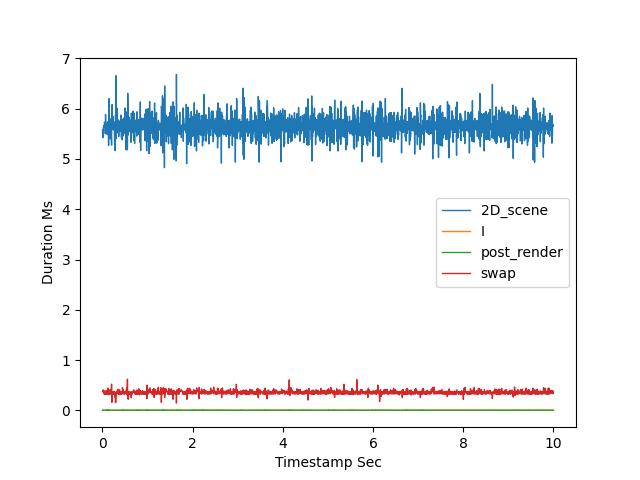 7
6
5
4
3
2
1
0
Duration Ms
2D_scene
I
post_render
swap
0 2 4 6 8 10
Timestamp Sec